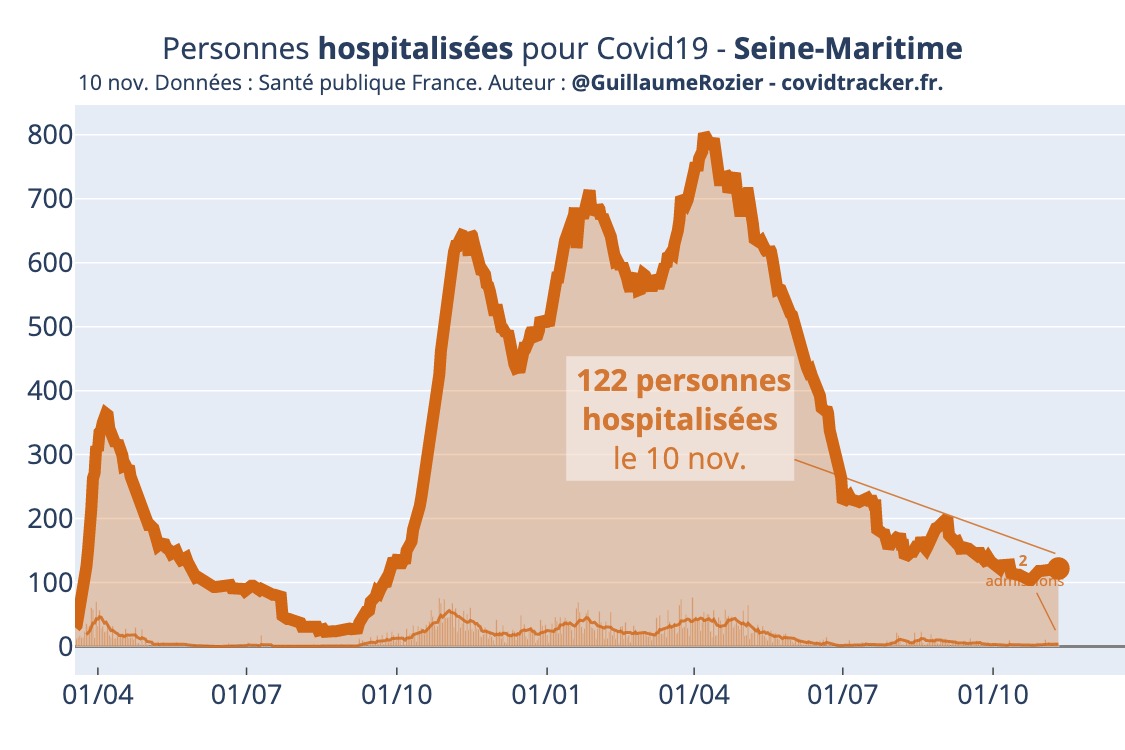 Personnes hospitalisées pour Covid19 - Seine-Maritime
10 nov. Données : Santé publique France. Auteur : @GuillaumeRozier - covidtracker.fr.
800
700
600
500
400
300
200
100
0
122 personnes
hospitalisées
le 10 nov.
2
admissions
01/04
01/07
01/10
01/01
01/04
01/07
01/10